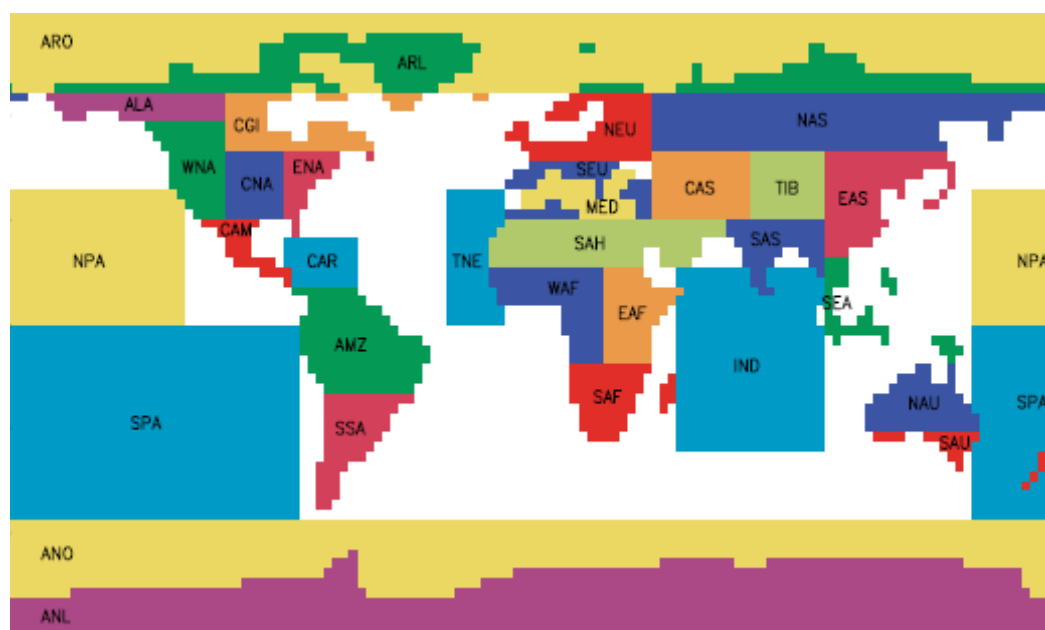 ARO
ARL
ALA
CGI
NAS
NEU
WNA
ENA
CNA
SEU
CAS
TIB
EAS
MED
CAM
SAH
SAS
NPA
CAR
TNE
NPA
WAF
SEA
EAF
AMZ
IND
SAF
NAU
SPA
SPA
SSA
SAU
ANO
ANL